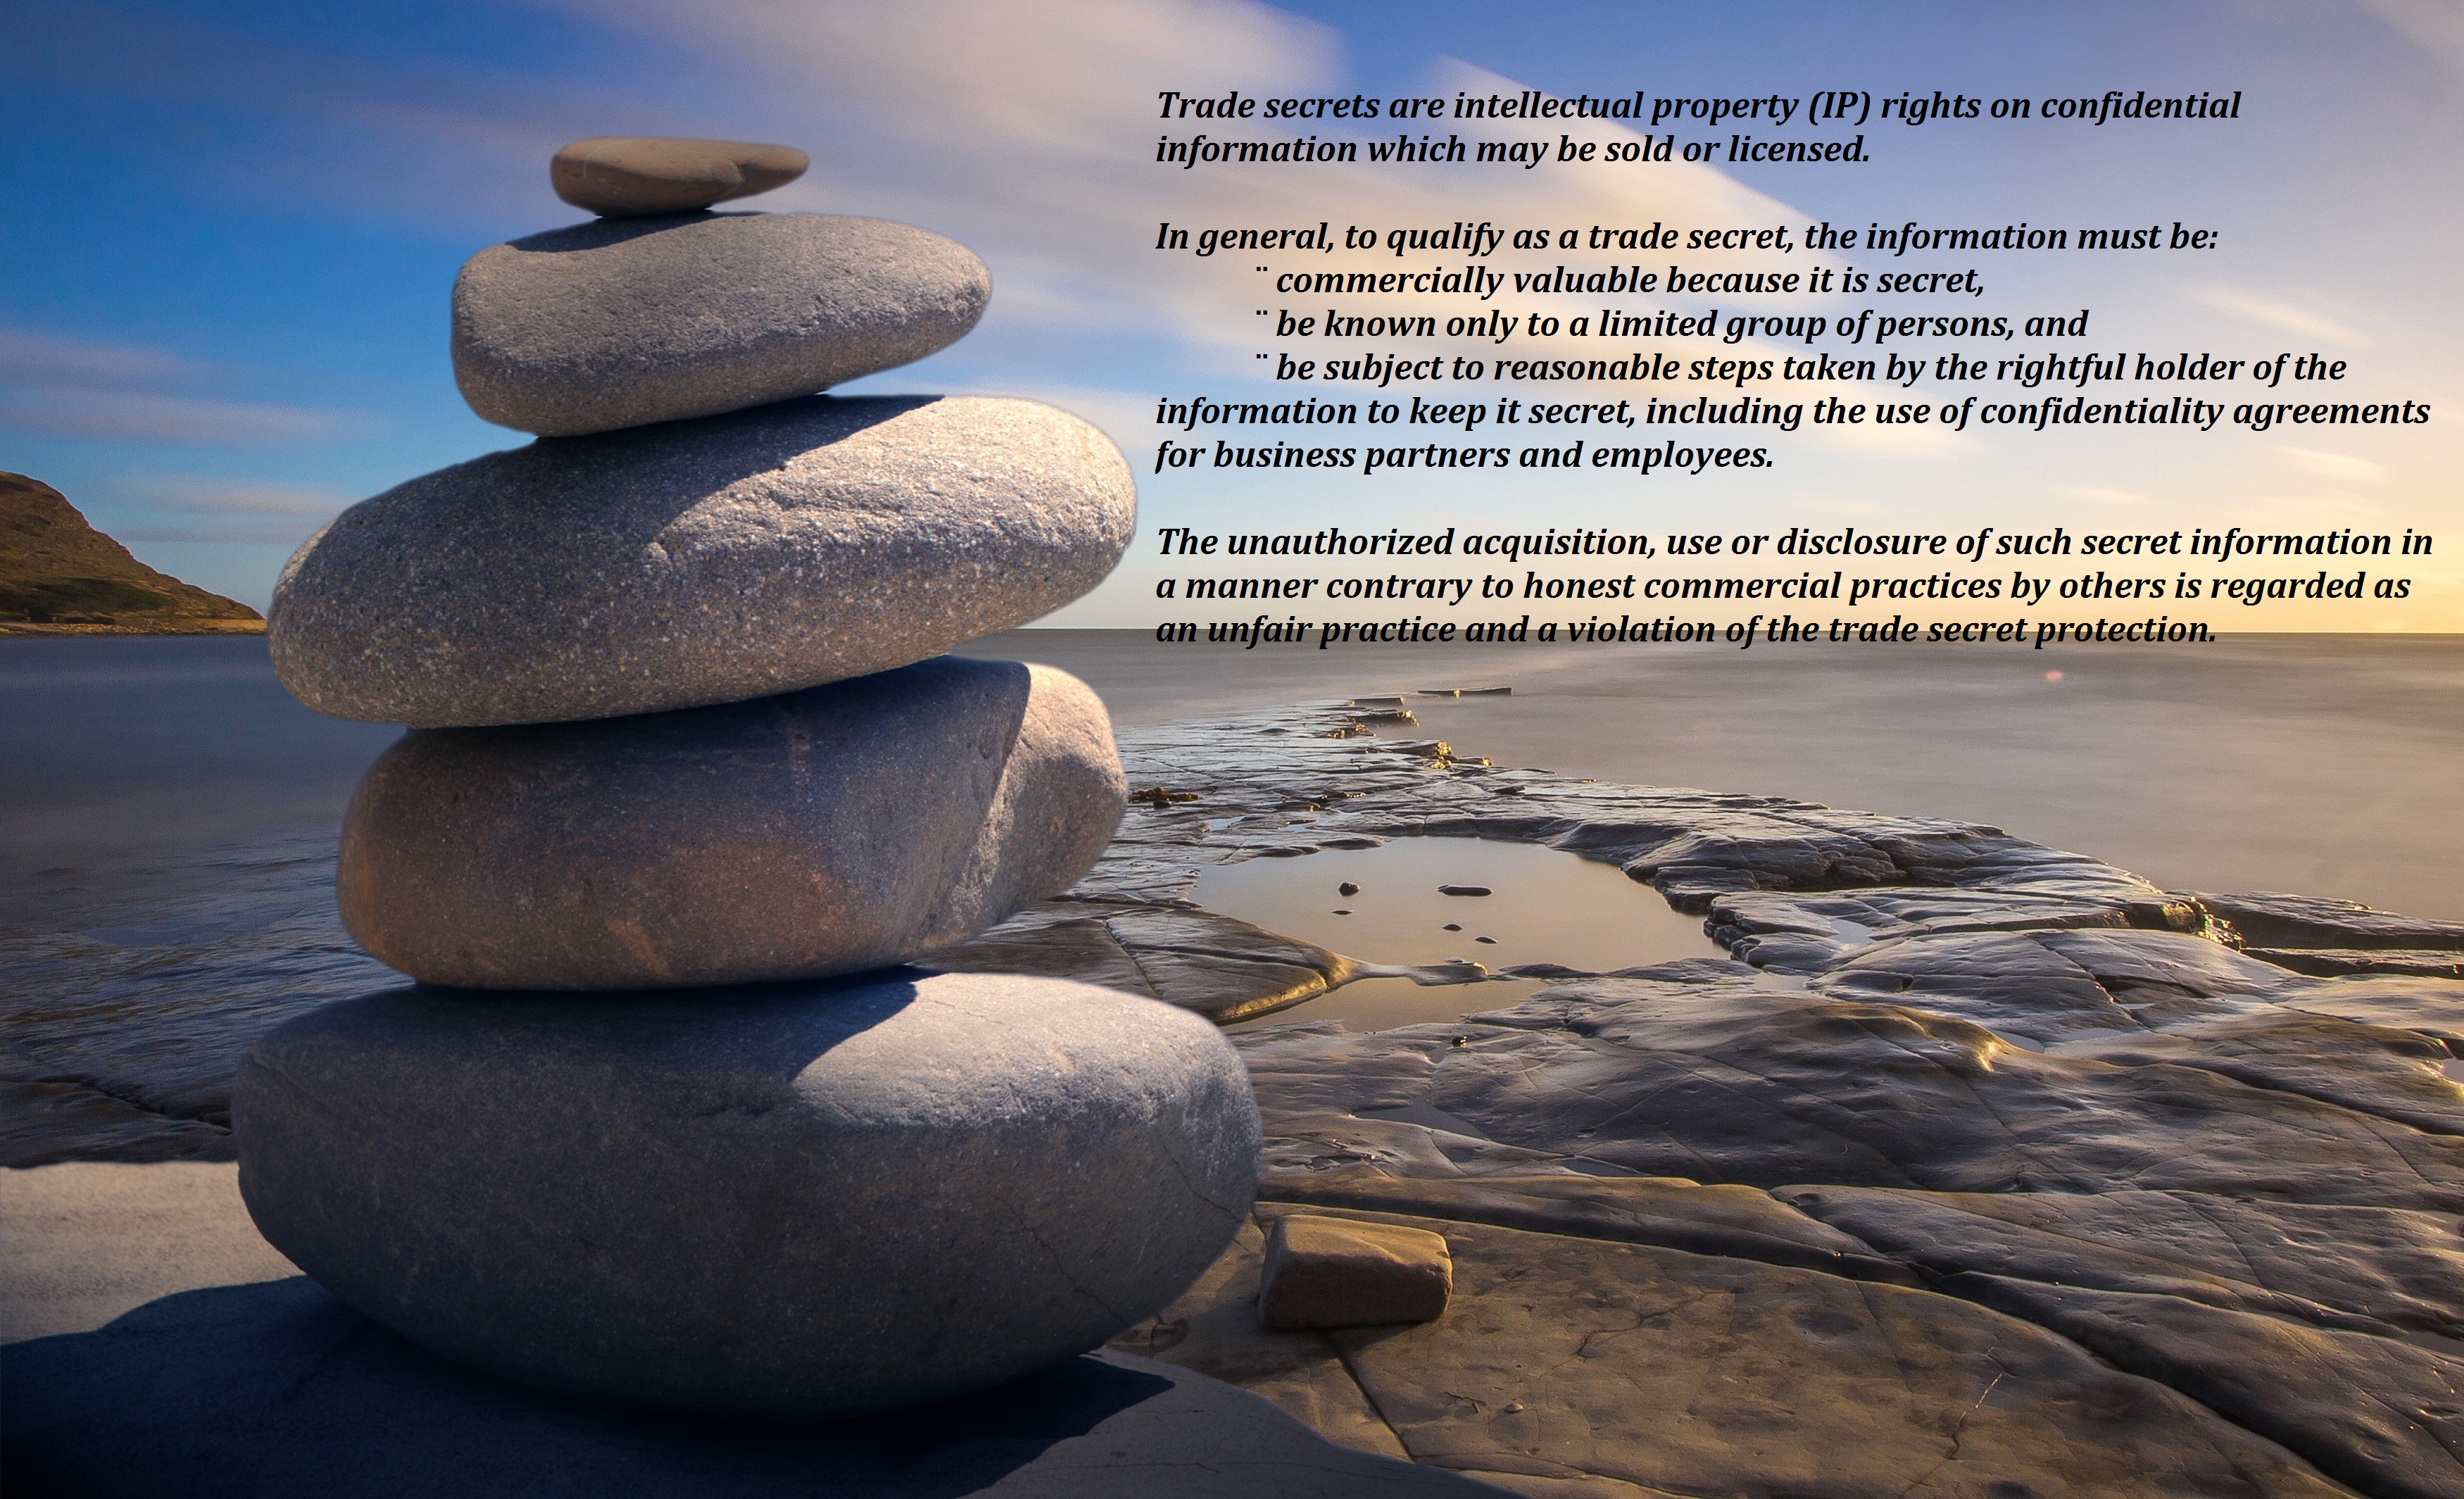 Trade secrets are intellectual property (IP) rights on confidential
information which may be sold or licensed.
In general, to qualify as a trade secret, the information must be:
¨ commercially valuable because it is secret,
¨ be known only to a limited group of persons, and
¨ be subject to reasonable steps taken by the rightful holder of the
information to keep it secret, including the use of confidentiality agreements
for business partners and employees.
The unauthorized acquisition, use or disclosure of such secret information in
a manner contrary to honest commercial practices by others is regarded as
an unfair practice and a violation of the trade secret protection.